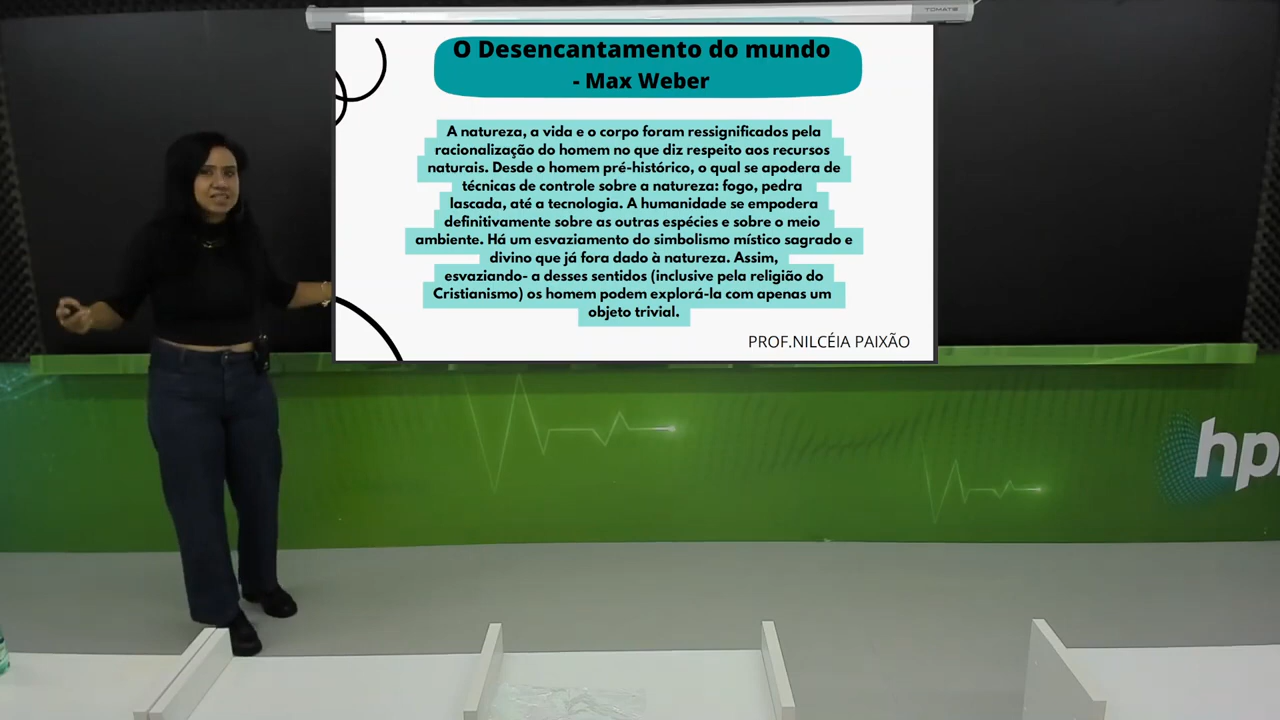 TOMATE
O Desencantamento do mundo
- Max Weber
A natureza, a vida e o corpo foram ressignificados pela
racionalização do homem no que diz respeito aos recursos
naturais. Desde o homem pré-histórico, o qual se apodera de
técnicas de controle sobre a natureza: fogo, pedra
lascada, até a tecnologia. A humanidade se empodera
definitivamente sobre as outras espécies e sobre o meio
ambiente. Há um esvaziamento do simbolismo místico sagrado e
divino que já fora dado à natureza. Assim,
esvaziando- a desses sentidos (inclusive pela religião do
Cristianismo) os homem podem explorá-la com apenas um
objeto trivial.
PROF.NILCÉIA PAIXÃO
hp